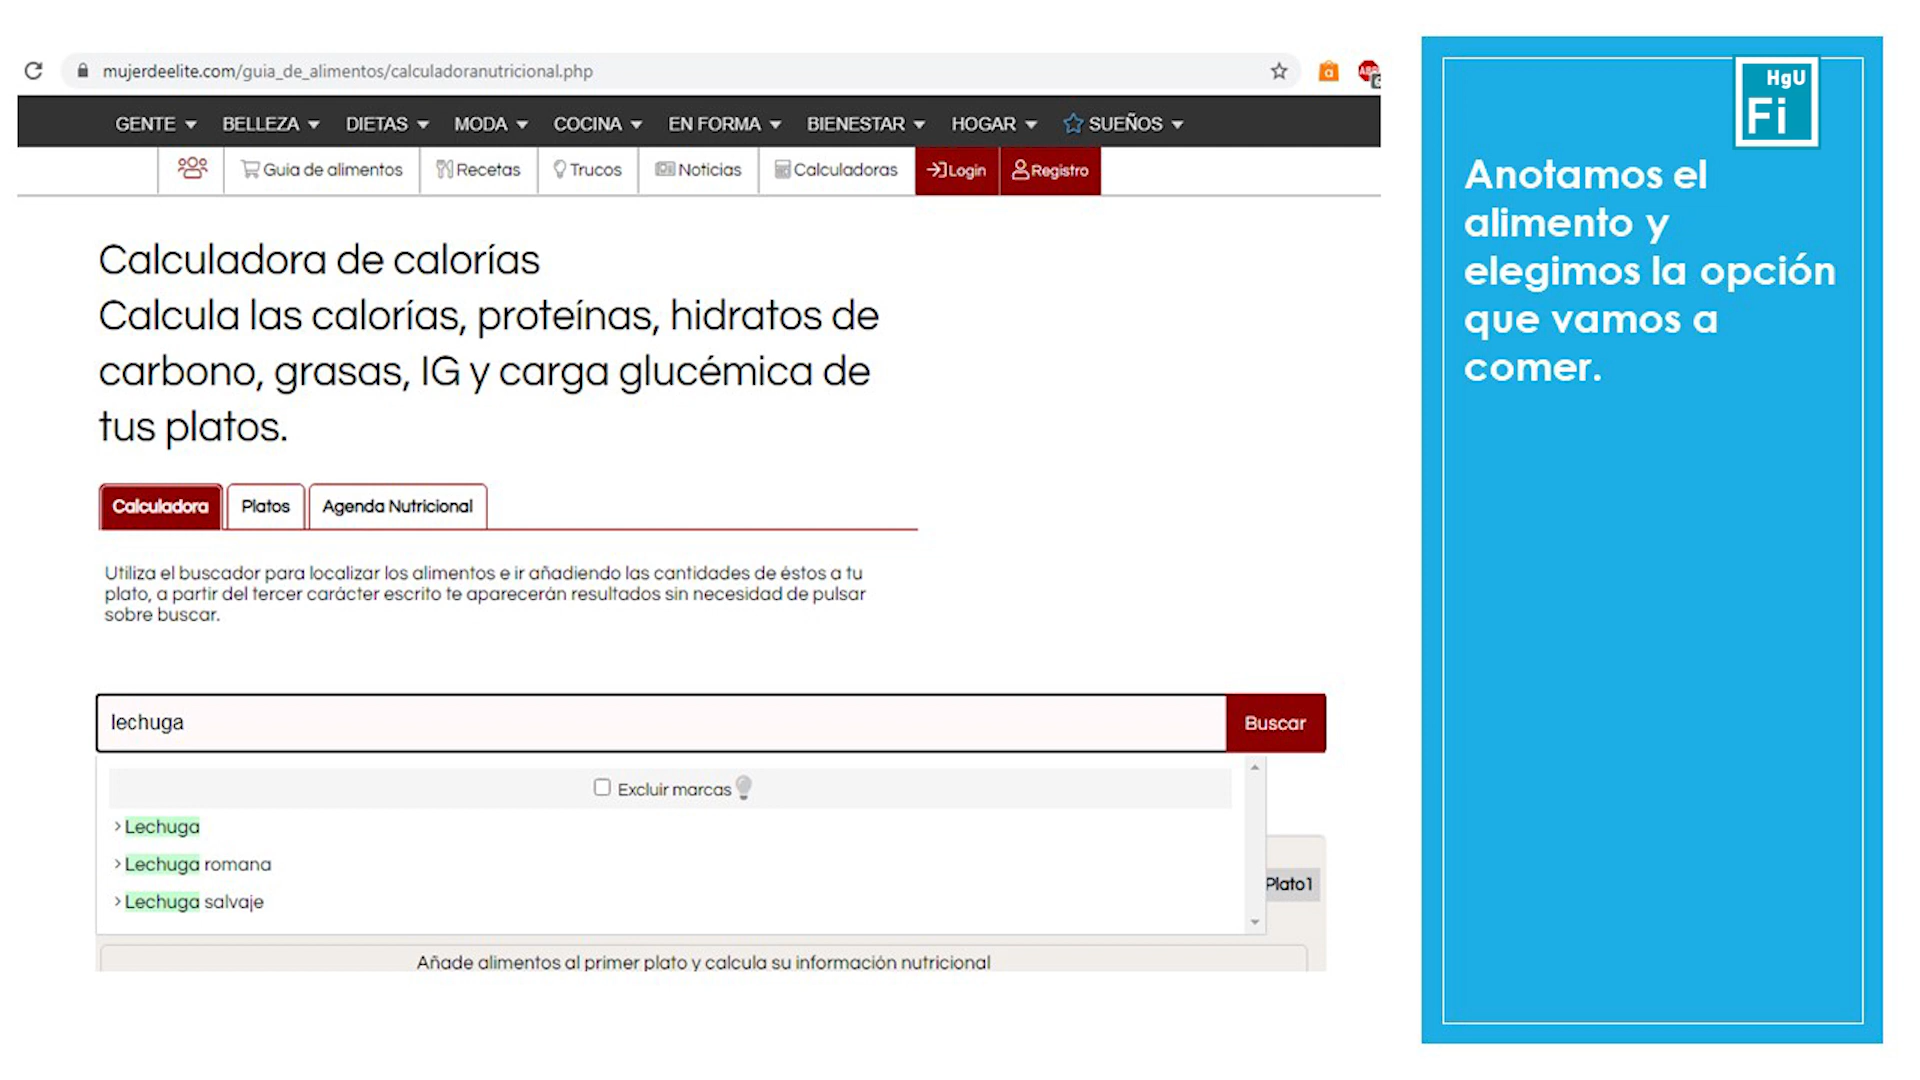 mujerdeelite.com/guia_de_alimentos/calculadoranutricional.php
GENTE BELLEZA DIETAS MODA COCINA EN FORMA BIENESTAR HOGAR SUEÑOS
Guia de alimentos Recetas Trucos Noticias Calculadoras Login Registro
Calculadora de calorías
Calcula las calorías, proteínas, hidratos de
carbono, grasas, IG y carga glucémica de
tus platos.
Calculadora Platos Agenda Nutricional
Utiliza el buscador para localizar los alimentos e ir añadiendo las cantidades de éstos a tu
plato, a partir del tercer carácter escrito te aparecerán resultados sin necesidad de pulsar
sobre buscar.
lechuga Buscar
Excluir marcas
> Lechuga
> Lechuga romana
> Lechuga salvaje
Plato1
Añade alimentos al primer plato y calcula su información nutricional
HgU
Fi
Anotamos el
alimento y
elegimos la opción
que vamos a
comer.